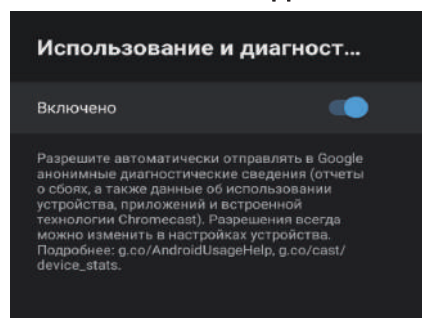 Использование и диагност...
Включено
Разрешите автоматически отправлять в Google
анонимные диагностические сведения (отчеты
о сбоях, а также данные об использовании
устройства, приложений и встроенной
технологии Chromecast). Разрешения всегда
можно изменить в настройках устройства.
Подробнее: g.co/AndroidUsageHelp, g.co/cast/
device_stats.